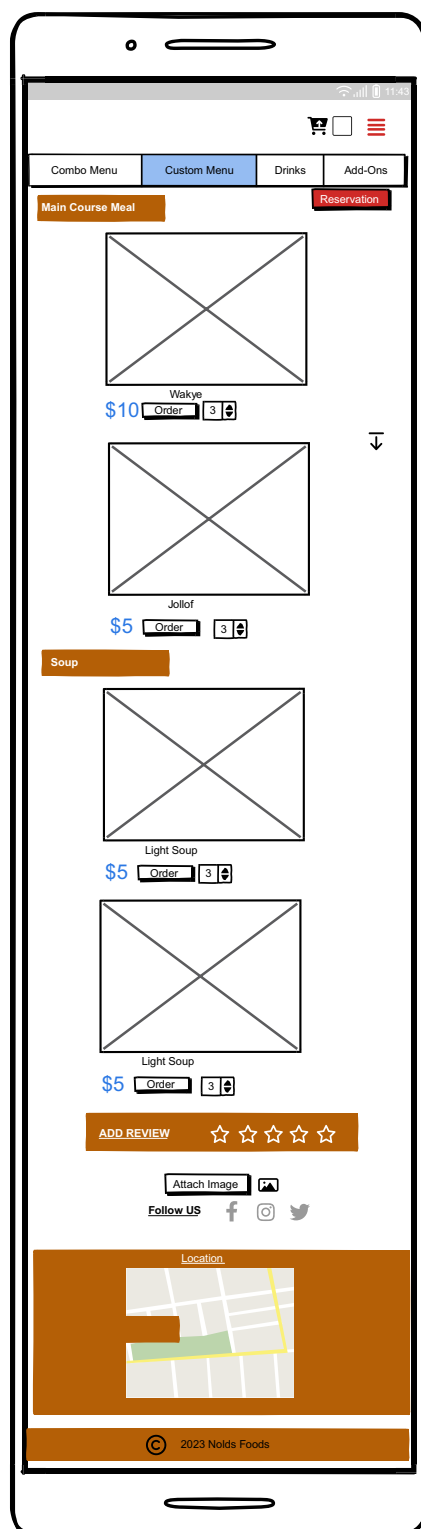 11:43
Combo Menu Custom Menu Drinks Add-Ons
Reservation
Main Course Meal
Wakye
$10 Order 3
Jollof
$5 Order 3
Soup
Light Soup
$5 Order 3
Light Soup
$5 Order 3
ADD REVIEW
Attach Image
Follow US
Location
© 2023 Nolds Foods